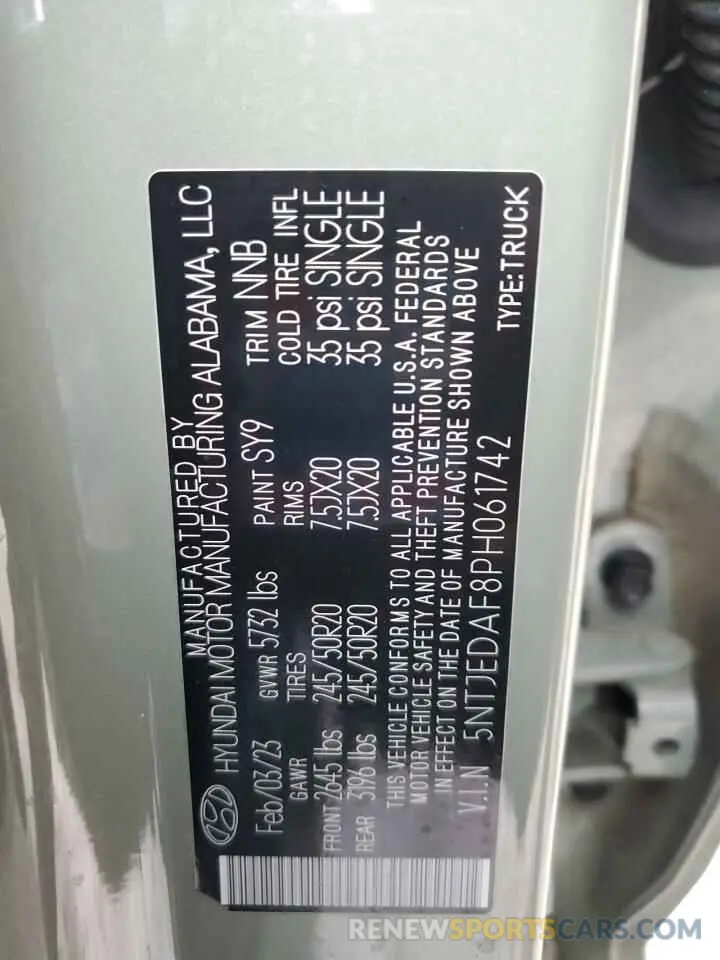 MANUFACTURED BY
HYUNDAI MOTOR MANUFACTURING ALABAMA, LLC
Feb/03/23 GVWR 5732 lbs PAINT SY9 TRIM NNB
GAWR TIRES RIMS COLD TIRE INFL
FRONT 2645 lbs 245/50R20 7.5JX20 35 psi SINGLE
REAR 3196 lbs 245/50R20 7.5JX20 35 psi SINGLE
THIS VEHICLE CONFORMS TO ALL APPLICABLE U.S.A. FEDERAL
MOTOR VEHICLE SAFETY AND THEFT PREVENTION STANDARDS
IN EFFECT ON THE DATE OF MANUFACTURE SHOWN ABOVE
V.I.N 5NTJEDAF8PH061742 TYPE:TRUCK
RENEWSPORTSCARS.COM